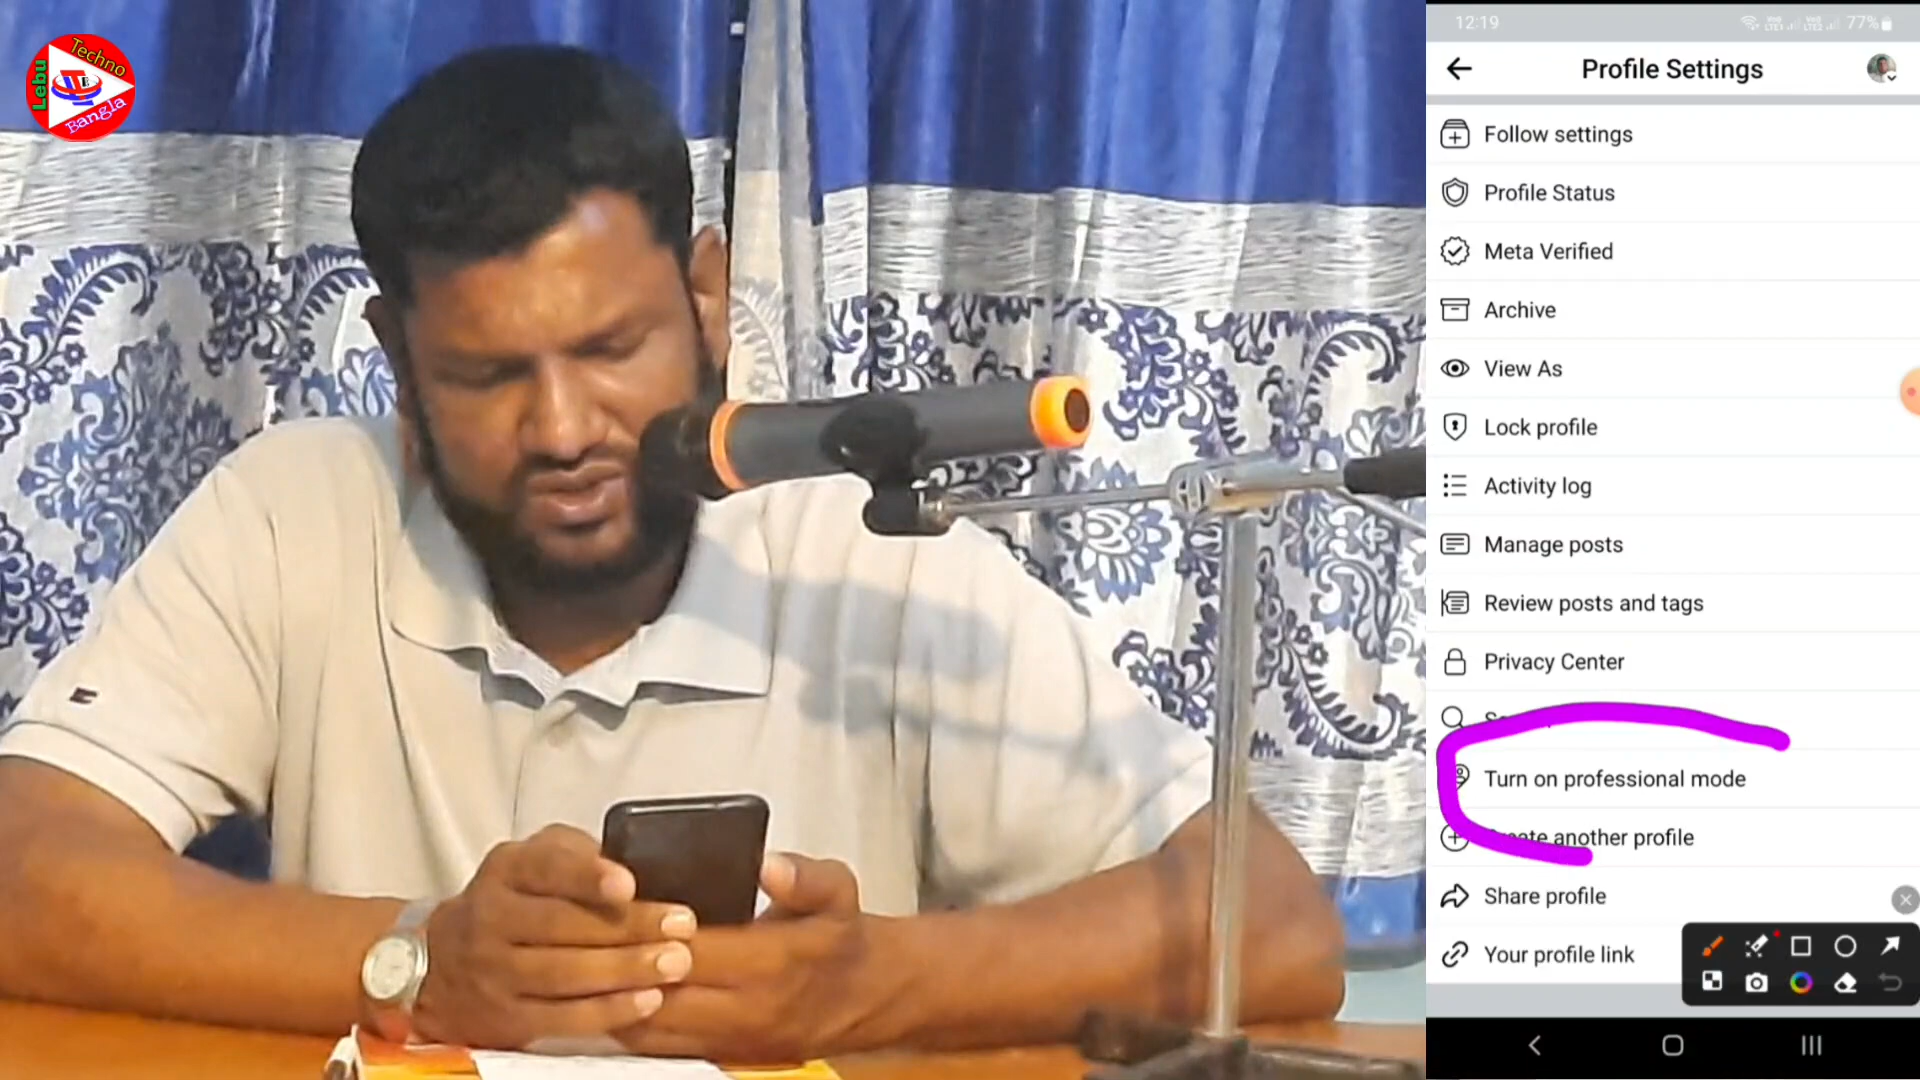 Lebu
Techno
Bangla
12:19
77%
Profile Settings
Follow settings
Profile Status
Meta Verified
Archive
View As
Lock profile
Activity log
Manage posts
Review posts and tags
Privacy Center
Turn on professional mode
another profile
Share profile
Your profile link